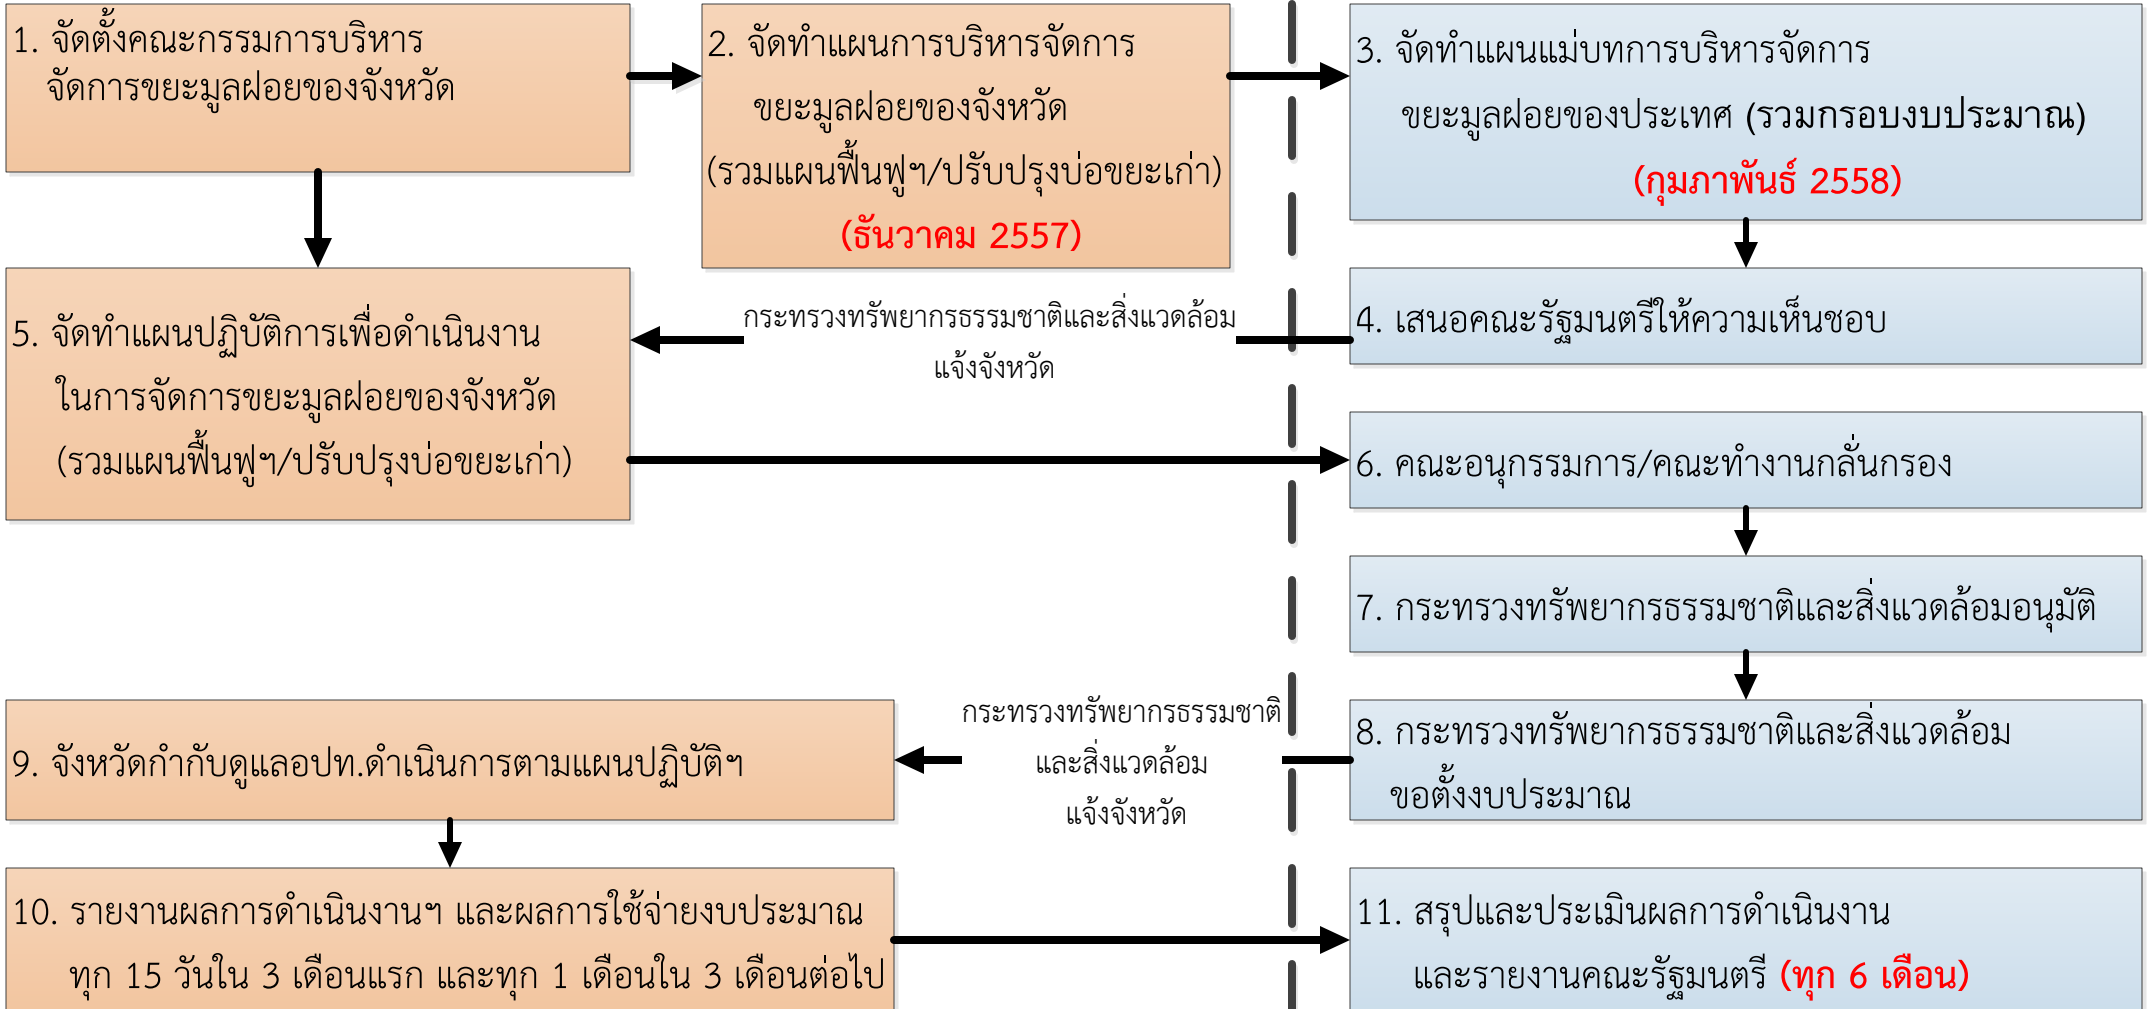 1. จัดตั้งคณะกรรมการบริหาร
จัดการขยะมูลฝอยของจังหวัด
2. จัดทำแผนการบริหารจัดการ
ขยะมูลฝอยของจังหวัด
(รวมแผนฟื้นฟูฯ/ปรับปรุงบ่อขยะเก่า)
(ธันวาคม 2557)
3. จัดทำแผนแม่บทการบริหารจัดการ
ขยะมูลฝอยของประเทศ (รวมกรอบงบประมาณ)
(กุมภาพันธ์ 2558)
4. เสนอคณะรัฐมนตรีให้ความเห็นชอบ
กระทรวงทรัพยากรธรรมชาติและสิ่งแวดล้อม
แจ้งจังหวัด
5. จัดทำแผนปฏิบัติการเพื่อดำเนินงาน
ในการจัดการขยะมูลฝอยของจังหวัด
(รวมแผนฟื้นฟูฯ/ปรับปรุงบ่อขยะเก่า)
6. คณะอนุกรรมการ/คณะทำงานกลั่นกรอง
7. กระทรวงทรัพยากรธรรมชาติและสิ่งแวดล้อมอนุมัติ
8. กระทรวงทรัพยากรธรรมชาติและสิ่งแวดล้อม
ขอตั้งงบประมาณ
กระทรวงทรัพยากรธรรมชาติ
และสิ่งแวดล้อม
แจ้งจังหวัด
9. จังหวัดกำกับดูแลอปท.ดำเนินการตามแผนปฏิบัติฯ
10. รายงานผลการดำเนินงานฯ และผลการใช้จ่ายงบประมาณ
ทุก 15 วันใน 3 เดือนแรก และทุก 1 เดือนใน 3 เดือนต่อไป
11. สรุปและประเมินผลการดำเนินงาน
และรายงานคณะรัฐมนตรี (ทุก 6 เดือน)